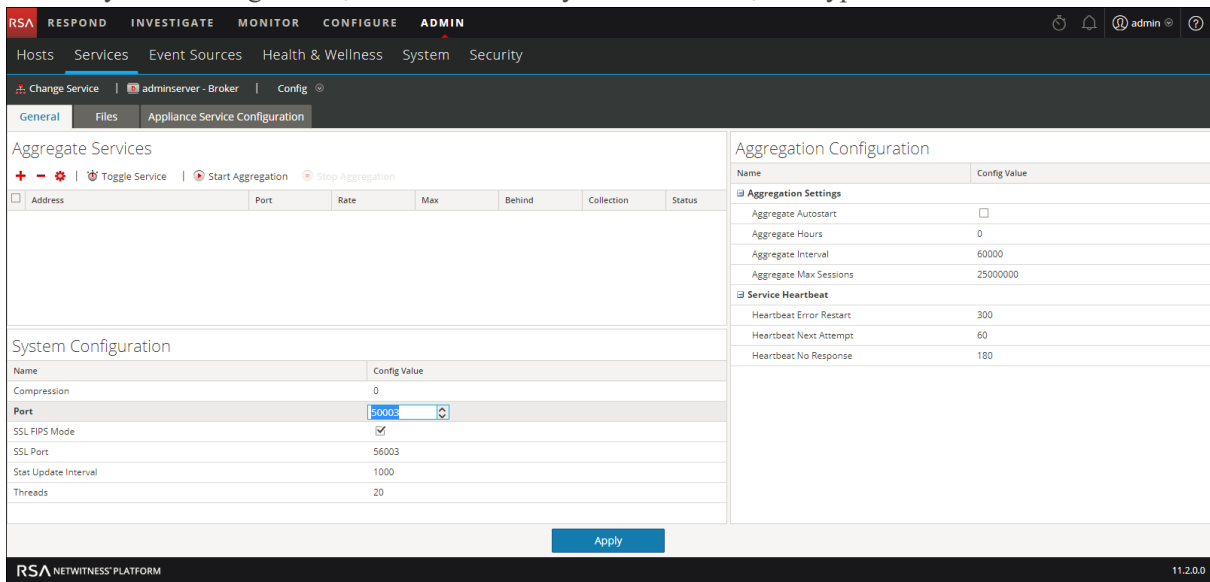 RSA RESPOND INVESTIGATE MONITOR CONFIGURE ADMIN admin ?
Hosts Services Event Sources Health & Wellness System Security
Change Service | adminserver - Broker | Config
General Files Appliance Service Configuration
Aggregate Services
+ − | Toggle Service | Start Aggregation Stop Aggregation
Address Port Rate Max Behind Collection Status
System Configuration
Name Config Value
Compression 0
Port 50003
SSL FIPS Mode
SSL Port 56003
Stat Update Interval 1000
Threads 20
Aggregation Configuration
Name Config Value
Aggregation Settings
Aggregate Autostart
Aggregate Hours 0
Aggregate Interval 60000
Aggregate Max Sessions 25000000
Service Heartbeat
Heartbeat Error Restart 300
Heartbeat Next Attempt 60
Heartbeat No Response 180
Apply
RSA NETWITNESS® PLATFORM 11.2.0.0